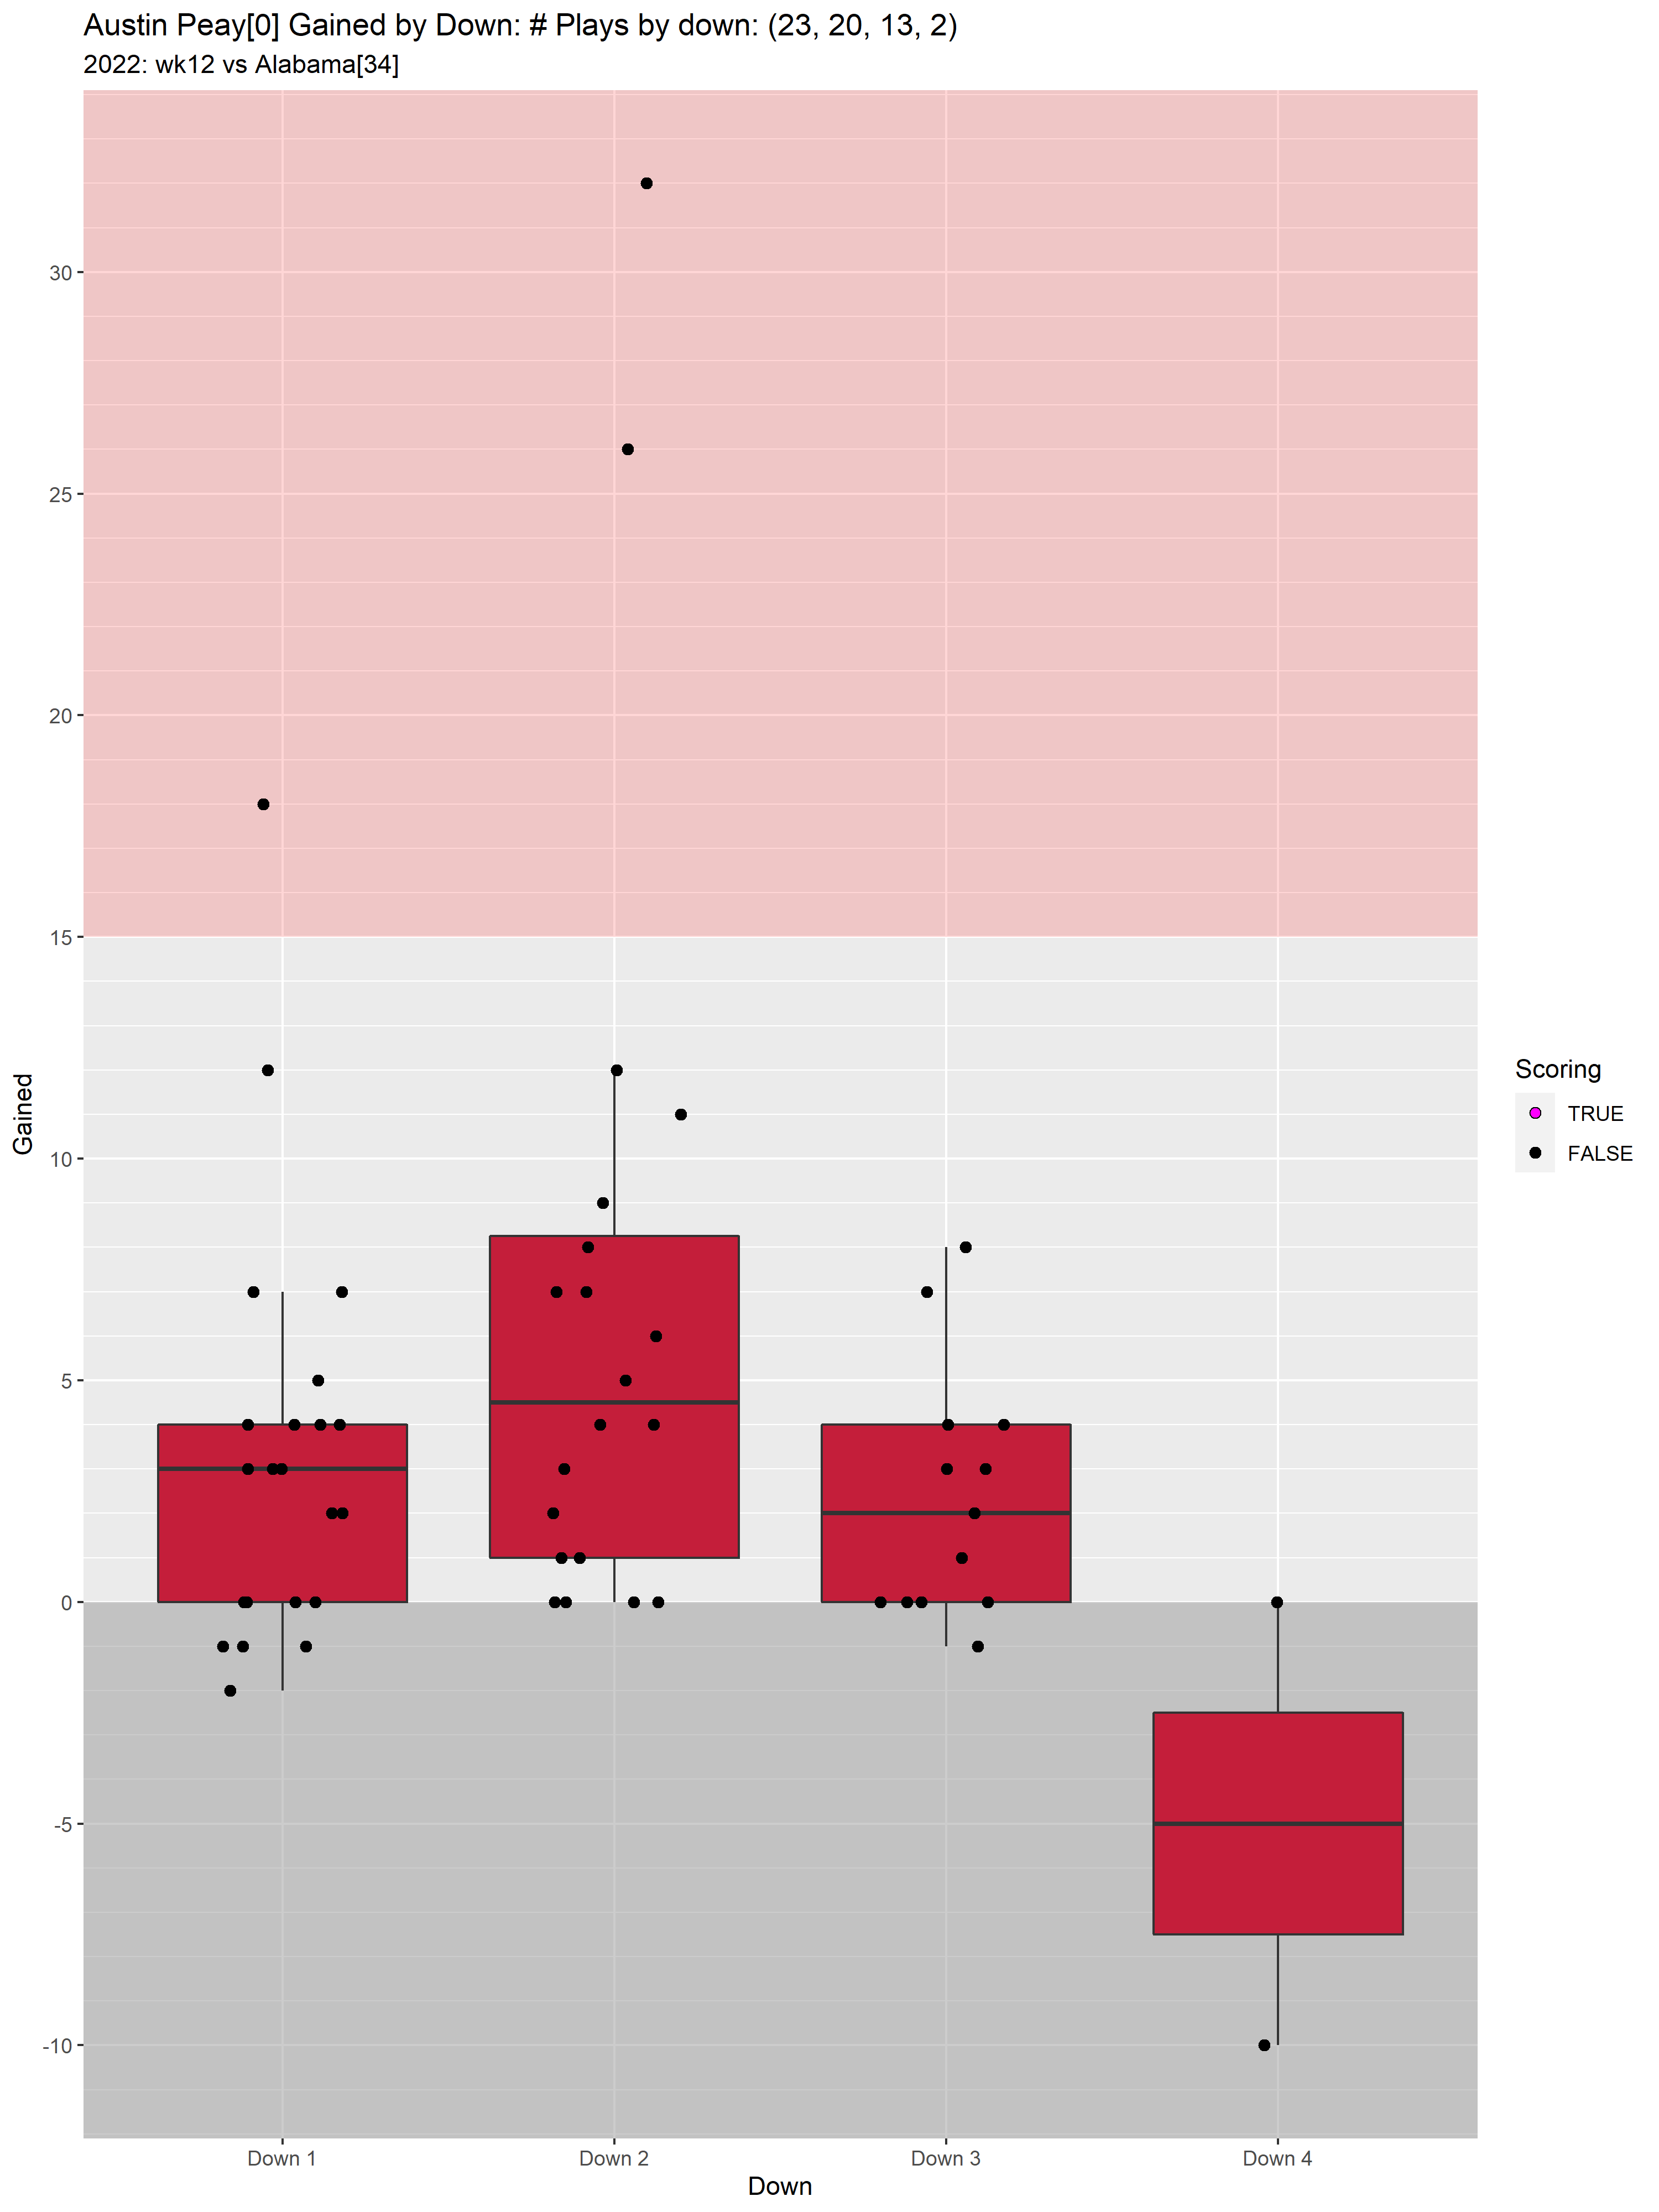 Austin Peay[0] Gained by Down: # Plays by down: (23, 20, 13, 2)
2022: wk12 vs Alabama[34]
30
25
20
15
10
5
0
-5
-10
Gained
Down 1
Down 2
Down 3
Down 4
Down
Scoring
TRUE
FALSE